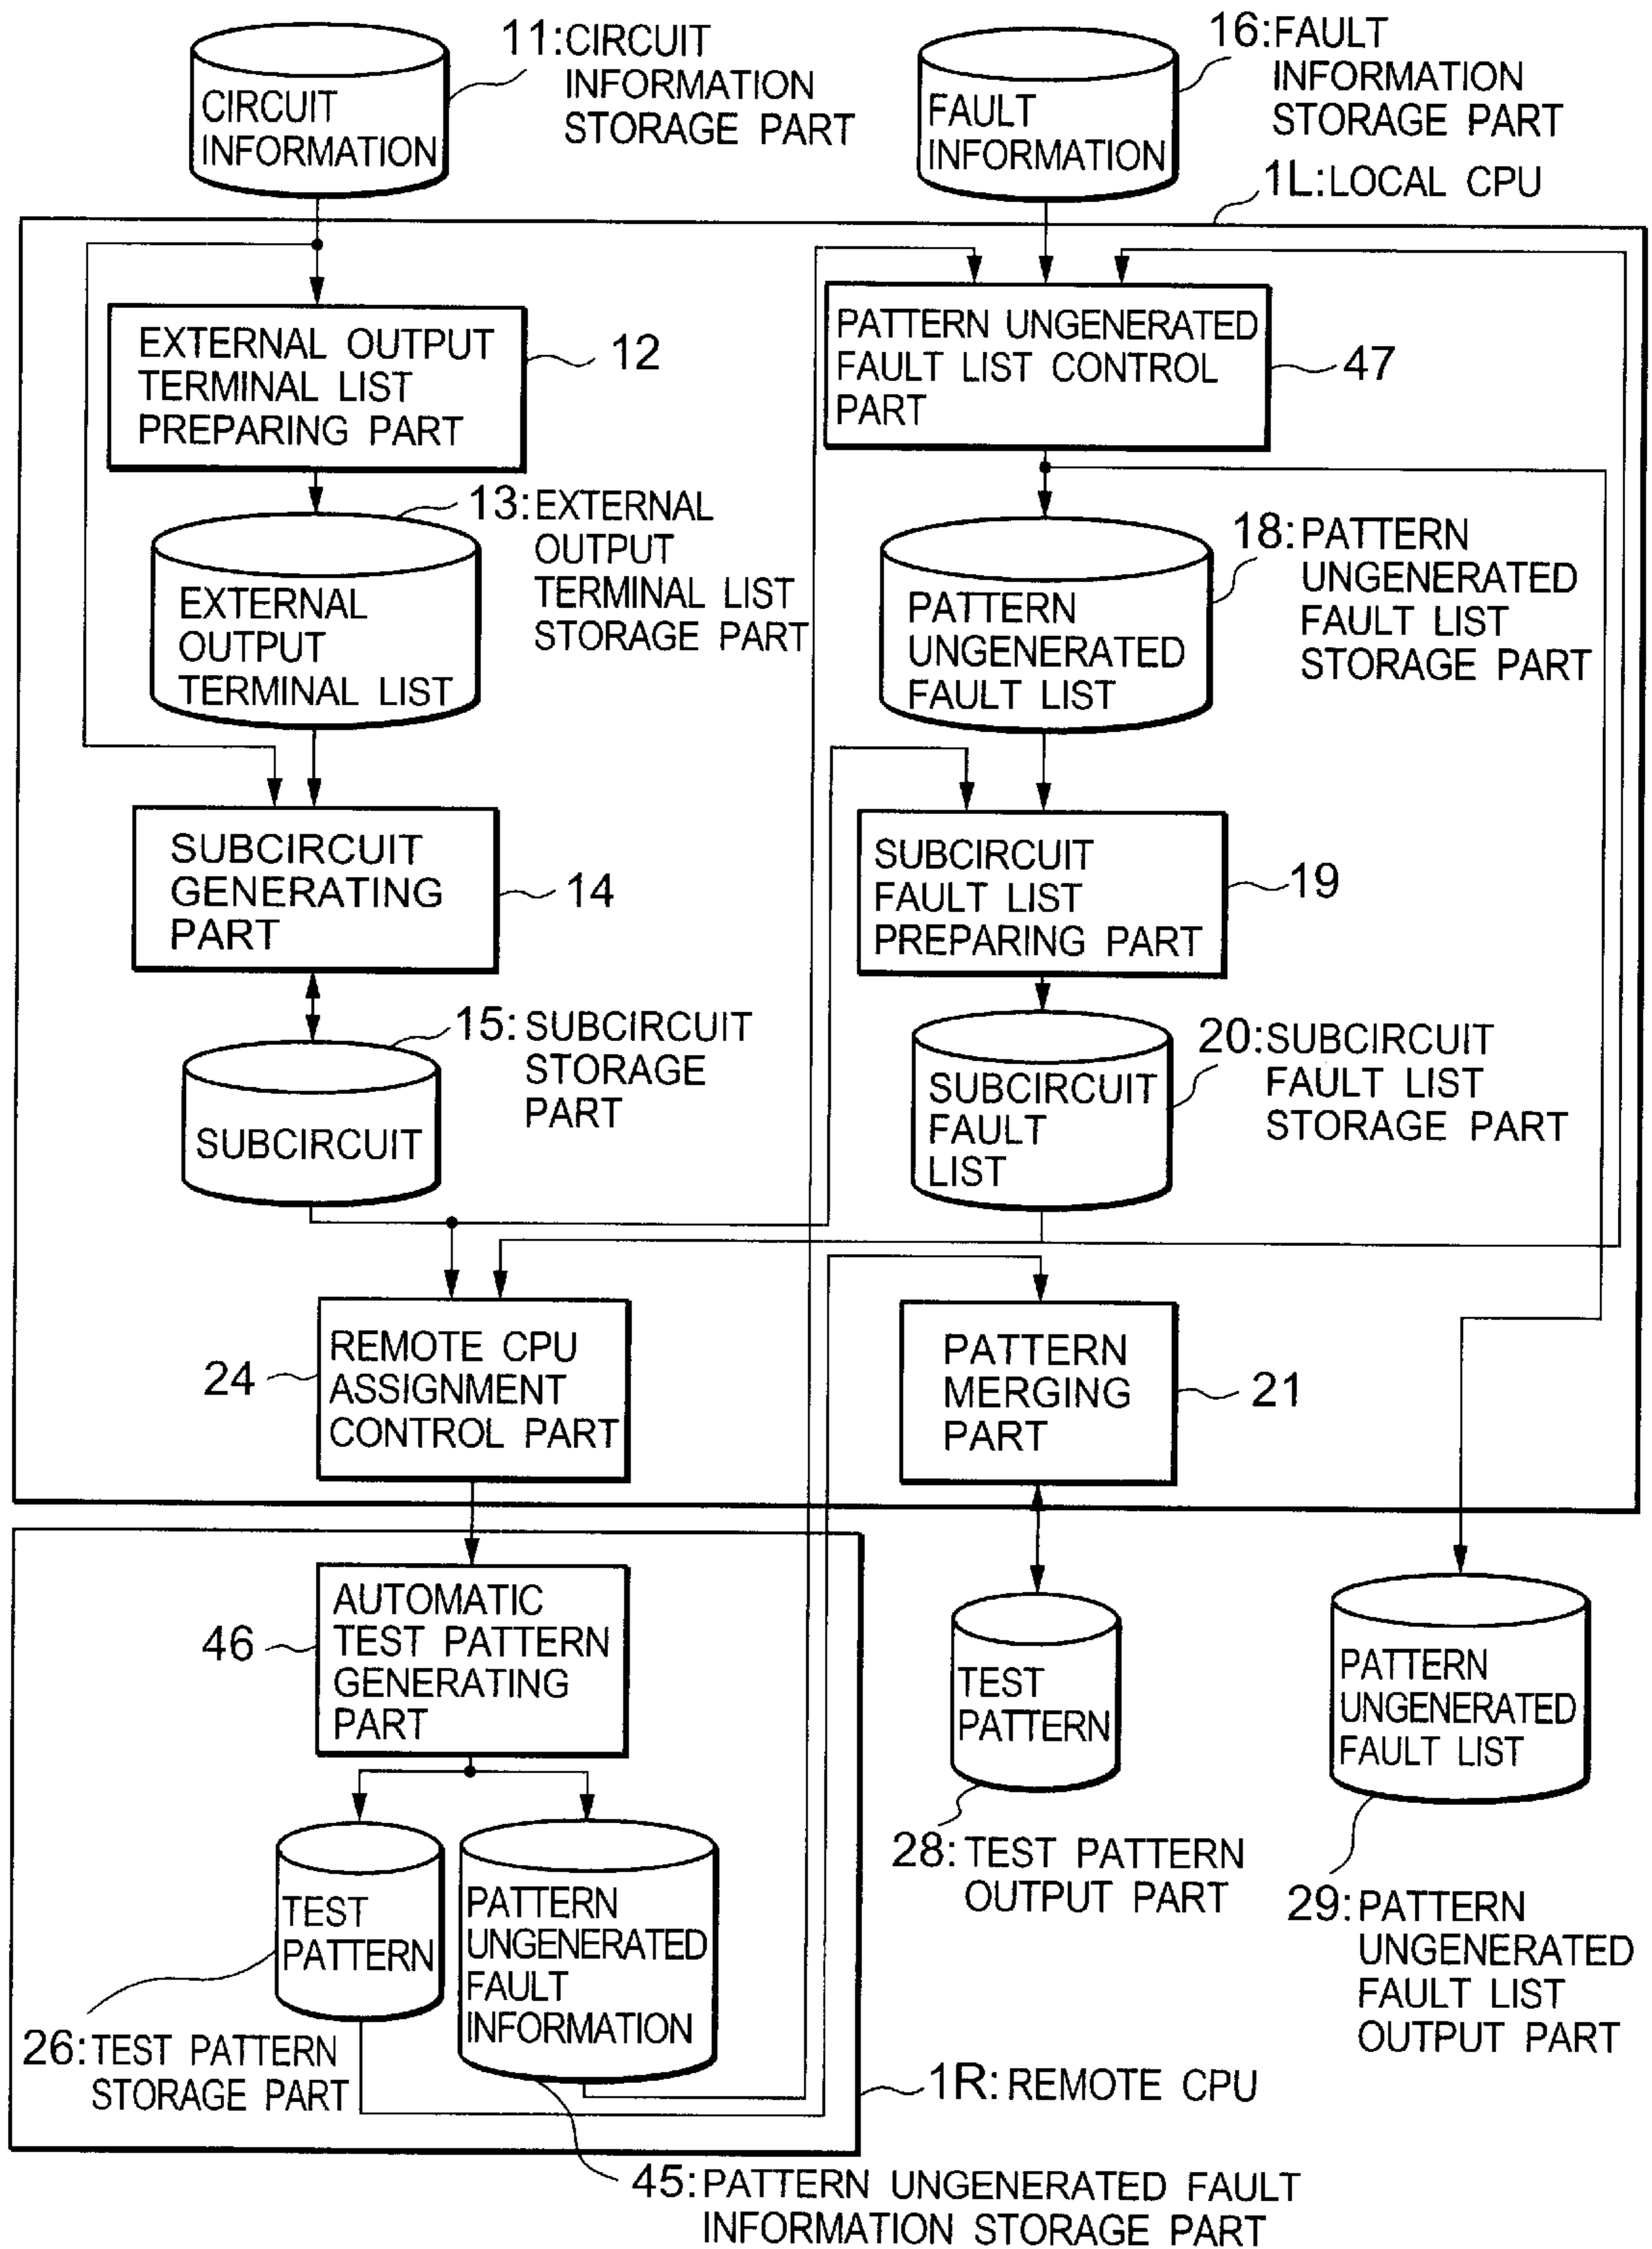 11:CIRCUIT
INFORMATION
STORAGE PART
CIRCUIT
INFORMATION
16:FAULT
INFORMATION
STORAGE PART
FAULT
INFORMATION
1L:LOCAL CPU
EXTERNAL OUTPUT
TERMINAL LIST
PREPARING PART
12
PATTERN UNGENERATED
FAULT LIST CONTROL
PART
47
13:EXTERNAL
OUTPUT
TERMINAL LIST
STORAGE PART
EXTERNAL
OUTPUT
TERMINAL LIST
18:PATTERN
UNGENERATED
FAULT LIST
STORAGE PART
PATTERN
UNGENERATED
FAULT LIST
SUBCIRCUIT
GENERATING
PART
14
SUBCIRCUIT
FAULT LIST
PREPARING PART
19
15:SUBCIRCUIT
STORAGE
PART
SUBCIRCUIT
20:SUBCIRCUIT
FAULT LIST
STORAGE PART
SUBCIRCUIT
FAULT
LIST
24
REMOTE CPU
ASSIGNMENT
CONTROL PART
PATTERN
MERGING
PART
21
46
AUTOMATIC
TEST PATTERN
GENERATING
PART
TEST
PATTERN
PATTERN
UNGENERATED
FAULT LIST
28:TEST PATTERN
OUTPUT PART
29:PATTERN
UNGENERATED
FAULT LIST
OUTPUT PART
TEST
PATTERN
PATTERN
UNGENERATED
FAULT
INFORMATION
26:TEST PATTERN
STORAGE PART
1R:REMOTE CPU
45:PATTERN UNGENERATED FAULT
INFORMATION STORAGE PART